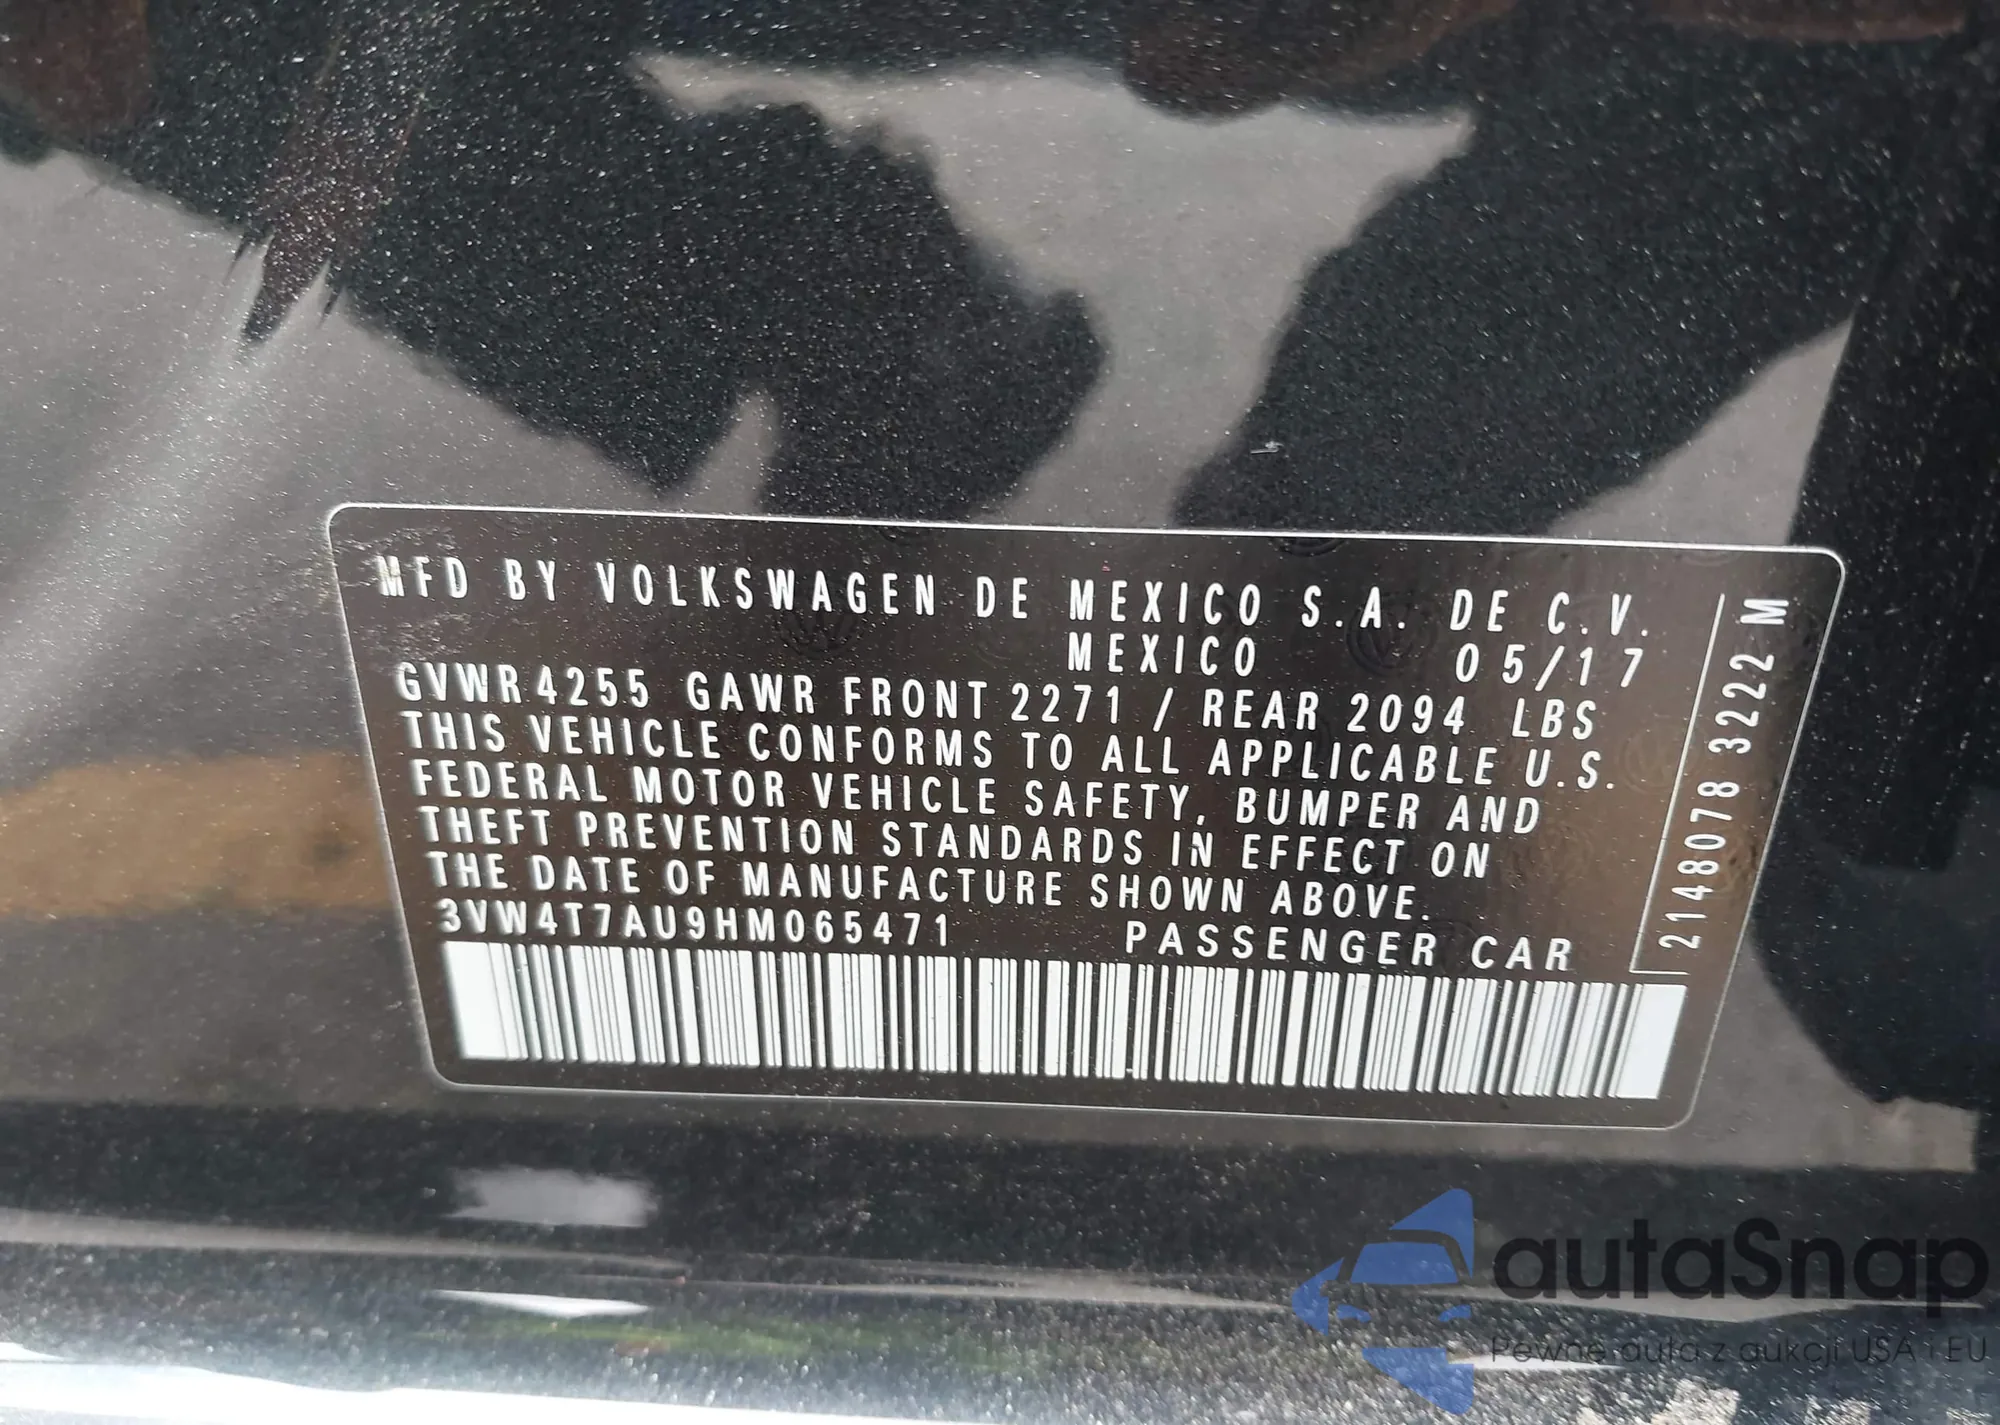 MFD BY VOLKSWAGEN DE MEXICO S.A. DE C.V.
MEXICO 05/17
GVWR 4255 GAWR FRONT 2271 / REAR 2094 LBS
THIS VEHICLE CONFORMS TO ALL APPLICABLE U.S.
FEDERAL MOTOR VEHICLE SAFETY, BUMPER AND
THEFT PREVENTION STANDARDS IN EFFECT ON
THE DATE OF MANUFACTURE SHOWN ABOVE.
3VW4T7AU9HM065471 PASSENGER CAR
2148078 3222 M
autaSnap
Pewne auta z aukcji USA i EU